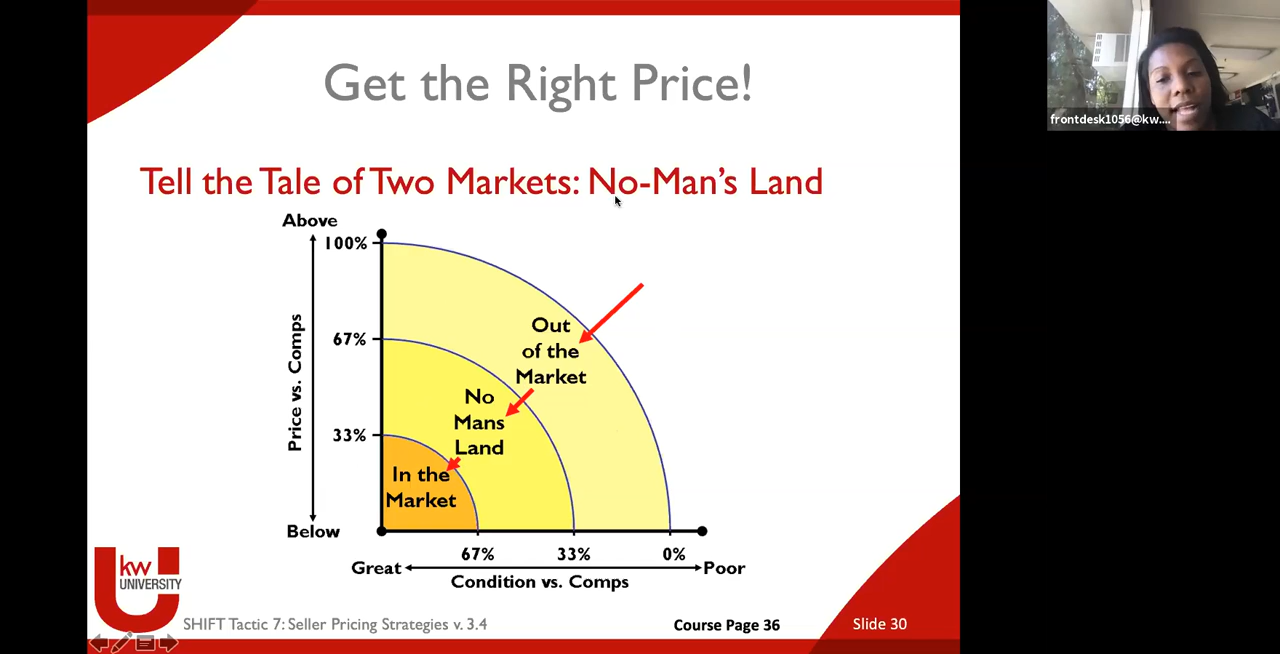 Get the Right Price!
frontdesk1056@kw....
Tell the Tale of Two Markets: No-Man's Land
Above
100%
67%
33%
Below
Price vs. Comps
Out
of the
Market
No
Mans
Land
In the
Market
67% 33% 0%
Great Poor
Condition vs. Comps
kw
UNIVERSITY
SHIFT Tactic 7: Seller Pricing Strategies v. 3.4
Course Page 36
Slide 30